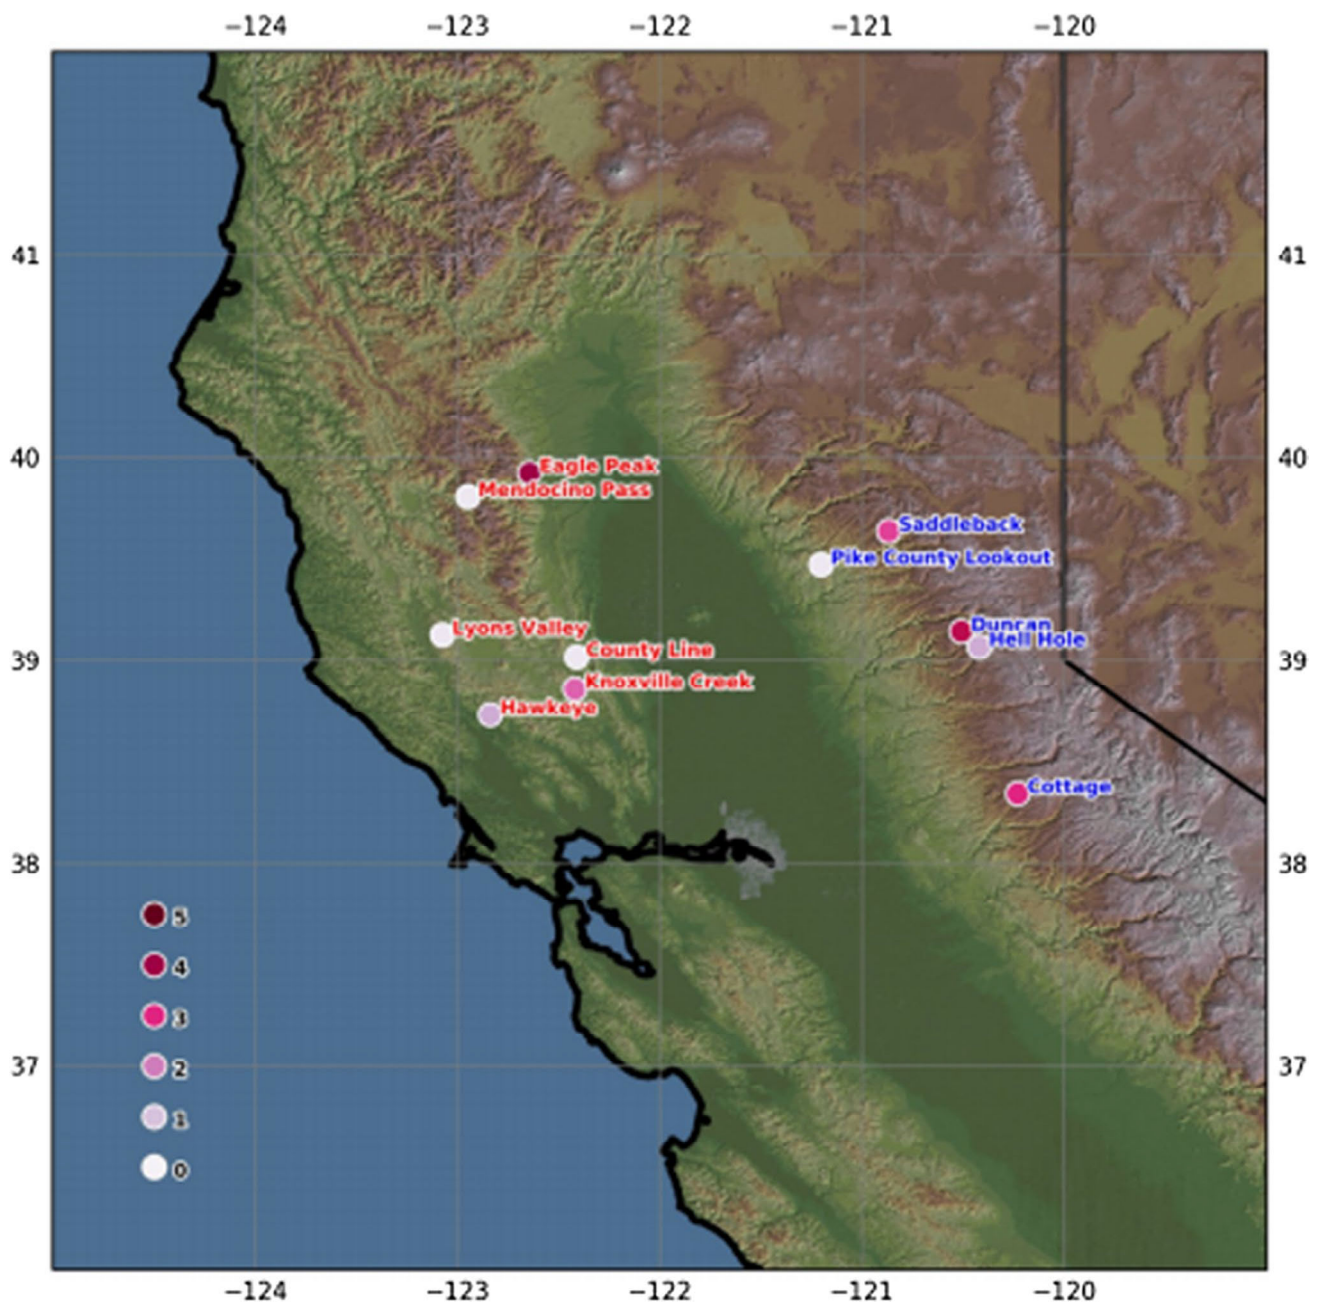 −124 −123 −122 −121 −120
41 41
40 40
Eagle Peak
Mendocino Pass
Saddleback
Pike County Lookout
Lyons Valley
Duncan
Hell Hole
County Line
39 39
Knoxville Creek
Hawkeye
Cottage
38 38
5
4
3
37 37
2
1
0
−124 −123 −122 −121 −120